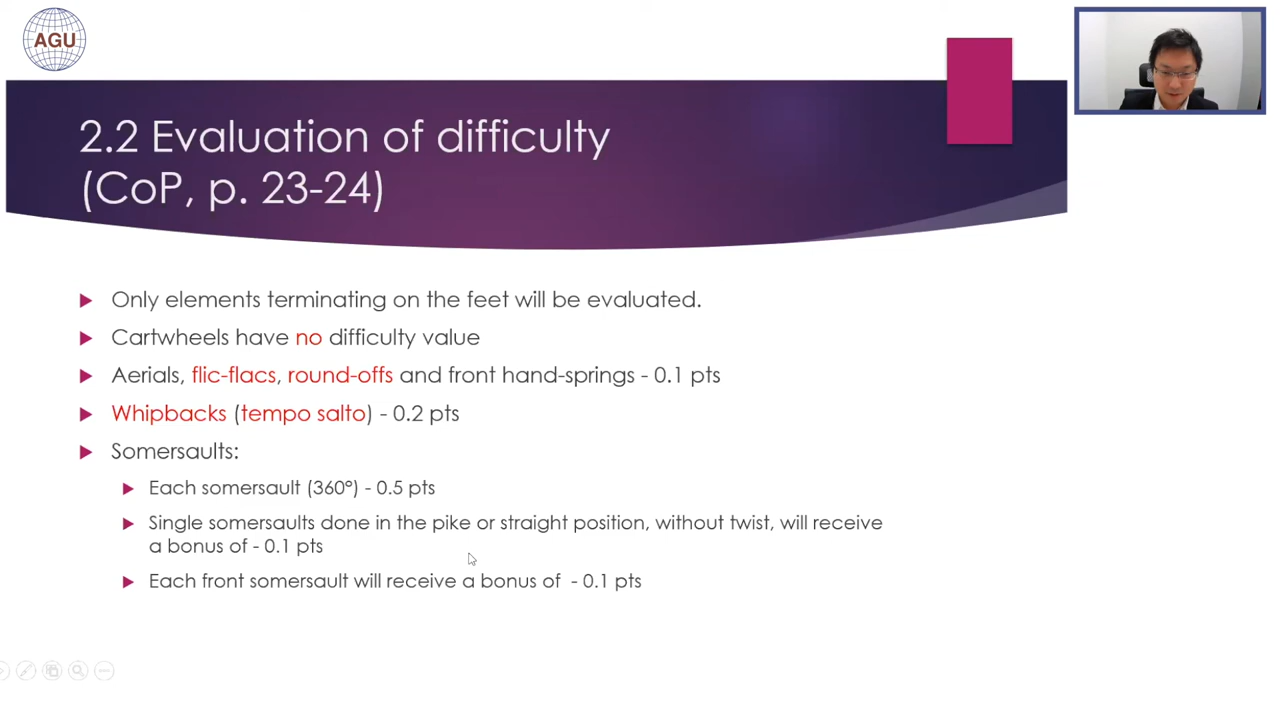 AGU
2.2 Evaluation of difficulty
(CoP, p. 23-24)
Only elements terminating on the feet will be evaluated.
Cartwheels have no difficulty value
Aerials, flic-flacs, round-offs and front hand-springs - 0.1 pts
Whipbacks (tempo salto) - 0.2 pts
Somersaults:
Each somersault (360°) - 0.5 pts
Single somersaults done in the pike or straight position, without twist, will receive
a bonus of - 0.1 pts
Each front somersault will receive a bonus of - 0.1 pts